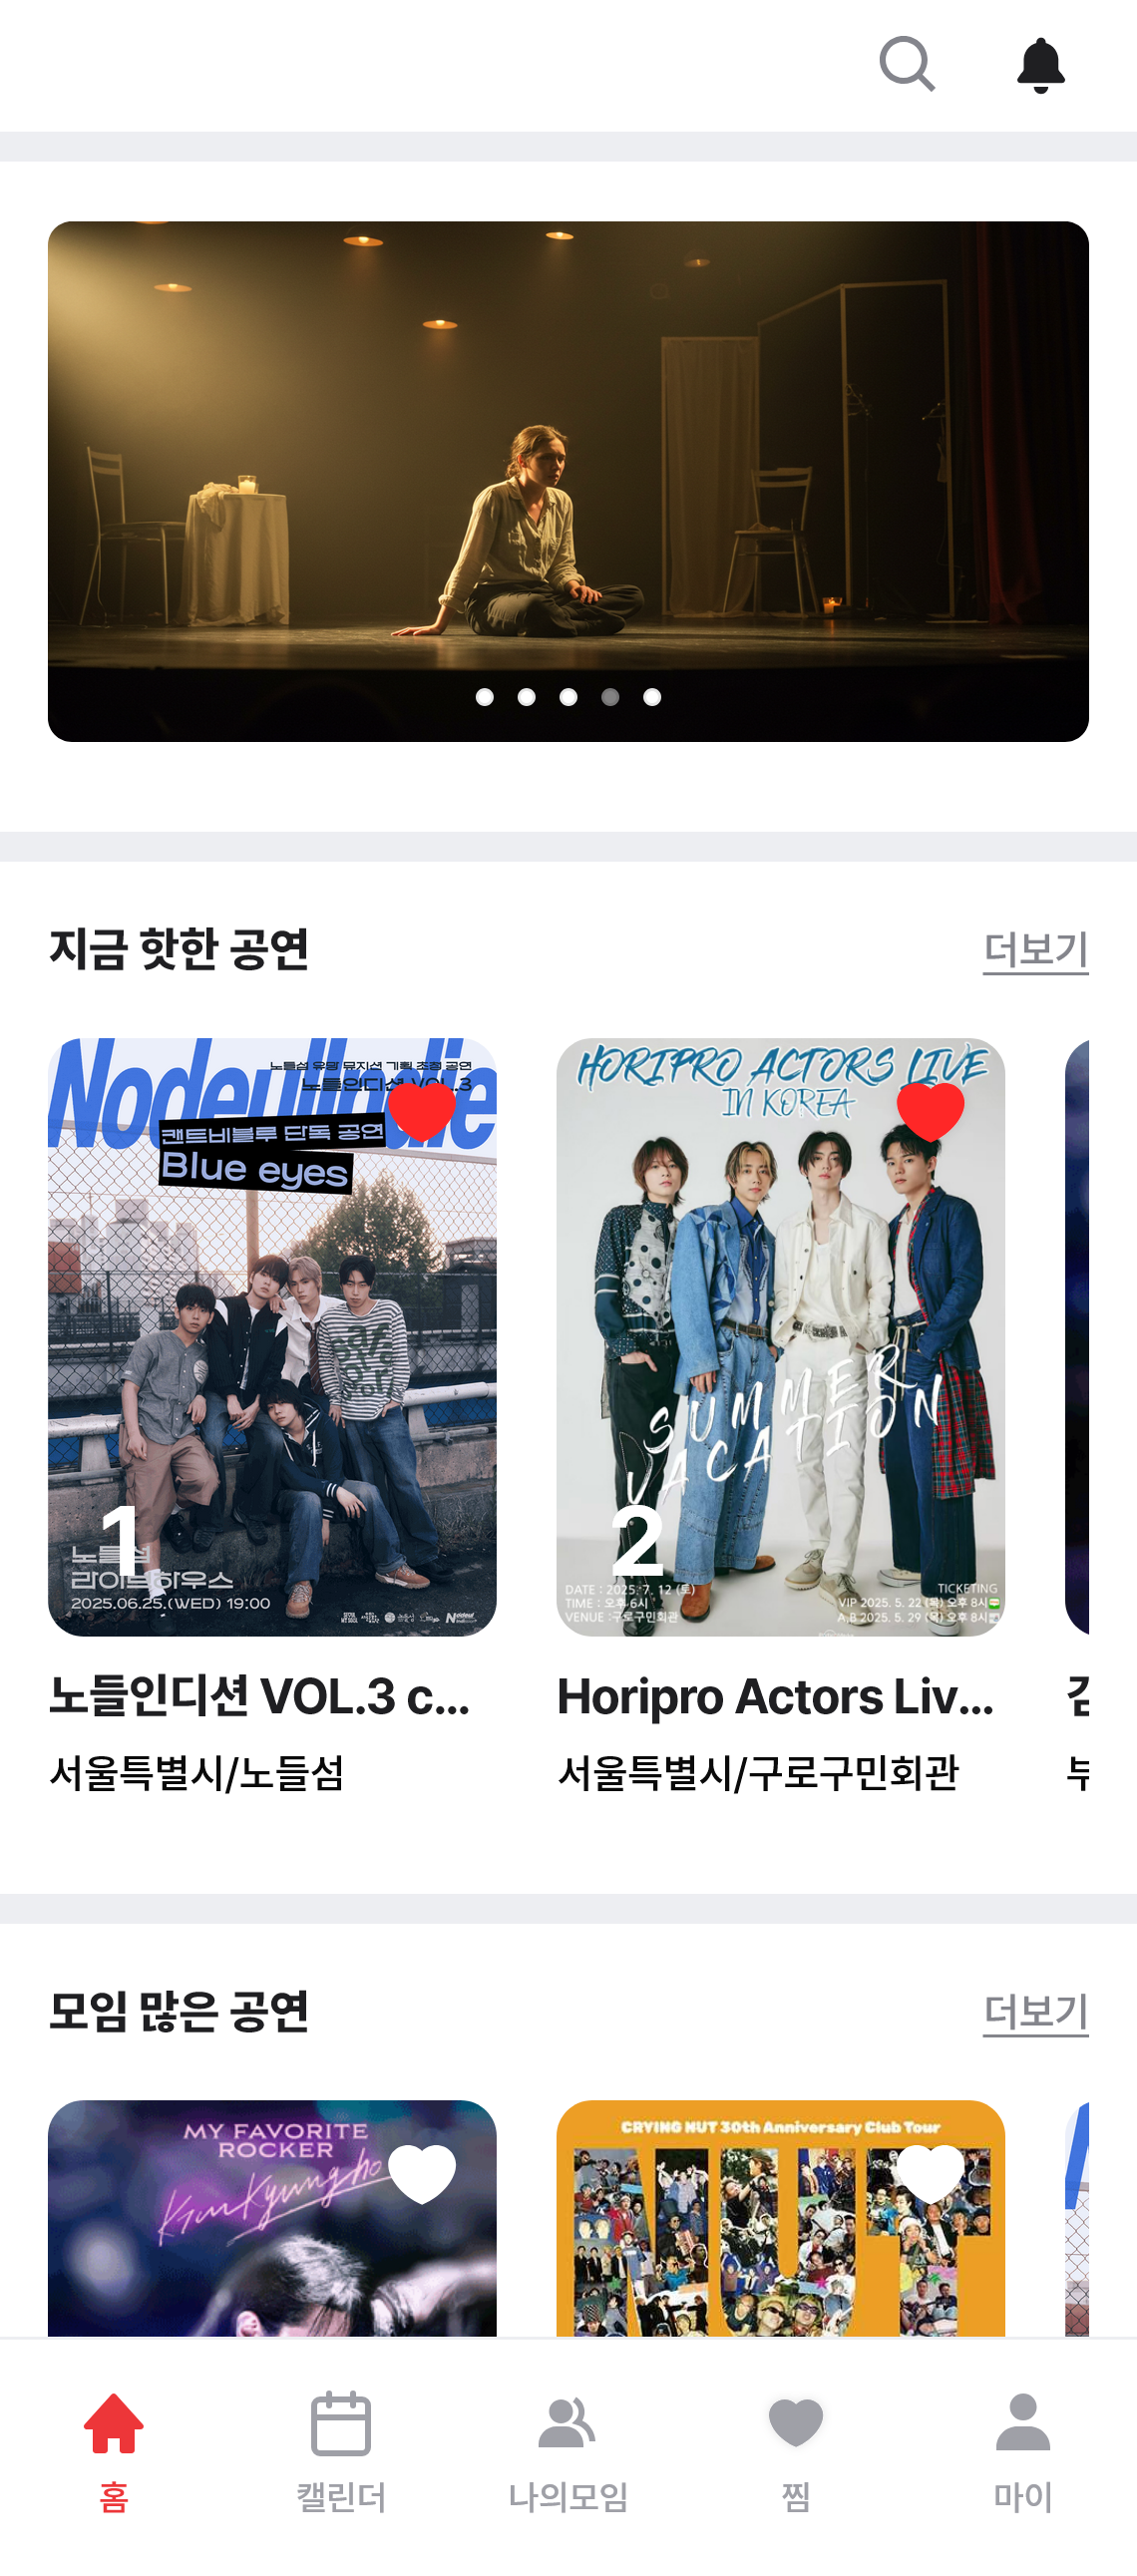 지금 핫한 공연
더보기
Nodeul Indie
노들섬 유망 뮤지션 기획 초청 공연
노들인디션 VOL.3
캔트비블루 단독 공연
Blue eyes
1
노들섬
라이브하우스
2025.06.25.(WED) 19:00
HORIPRO ACTORS LIVE
IN KOREA
SUMMER
VACATION
2
DATE : 2025. 7. 12 (토)
TIME : 오후 6시
VENUE : 구로구민회관
TICKETING
VIP 2025. 5. 22 (목) 오후 8시
A,B 2025. 5. 29 (목) 오후 8시
노들인디션 VOL.3 c...
서울특별시/노들섬
Horipro Actors Liv...
서울특별시/구로구민회관
모임 많은 공연
더보기
MY FAVORITE
ROCKER
KimKyungho
CRYING NUT 30th Anniversary Club Tour
NUT
홈
캘린더
나의모임
찜
마이